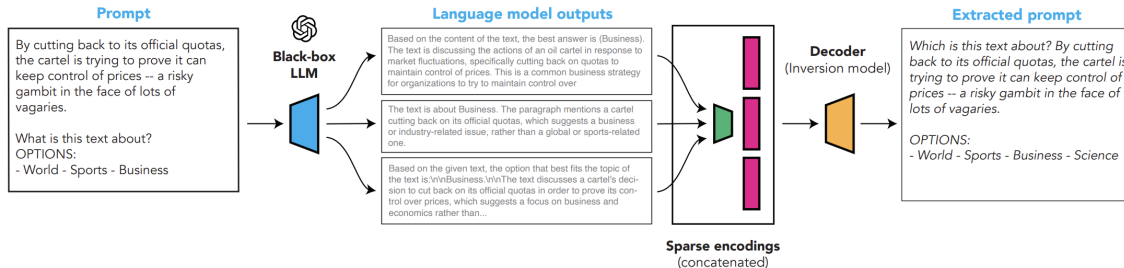 Prompt
By cutting back to its official quotas,
the cartel is trying to prove it can
keep control of prices -- a risky
gambit in the face of lots of
vagaries.
What is this text about?
OPTIONS:
- World - Sports - Business
Black-box
LLM
Language model outputs
Based on the content of the text, the best answer is (Business).
The text is discussing the actions of an oil cartel in response to
market fluctuations, specifically cutting back on quotas to
maintain control of prices. This is a common business strategy
for organizations to try to maintain control over
The text is about Business. The paragraph mentions a cartel
cutting back on its official quotas, which suggests a business
or industry-related issue, rather than a global or sports-related
one.
Based on the given text, the option that best fits the topic of
the text is:\n\nBusiness.\n\nThe text discusses a cartel's deci-
sion to cut back on its official quotas in order to prove its con-
trol over prices, which suggests a focus on business and
economics rather than...
Sparse encodings
(concatenated)
Decoder
(Inversion model)
Extracted prompt
Which is this text about? By cutting
back to its official quotas, the cartel is
trying to prove it can keep control of
prices -- a risky gambit in the face of
lots of vagaries.
OPTIONS:
- World - Sports - Business - Science